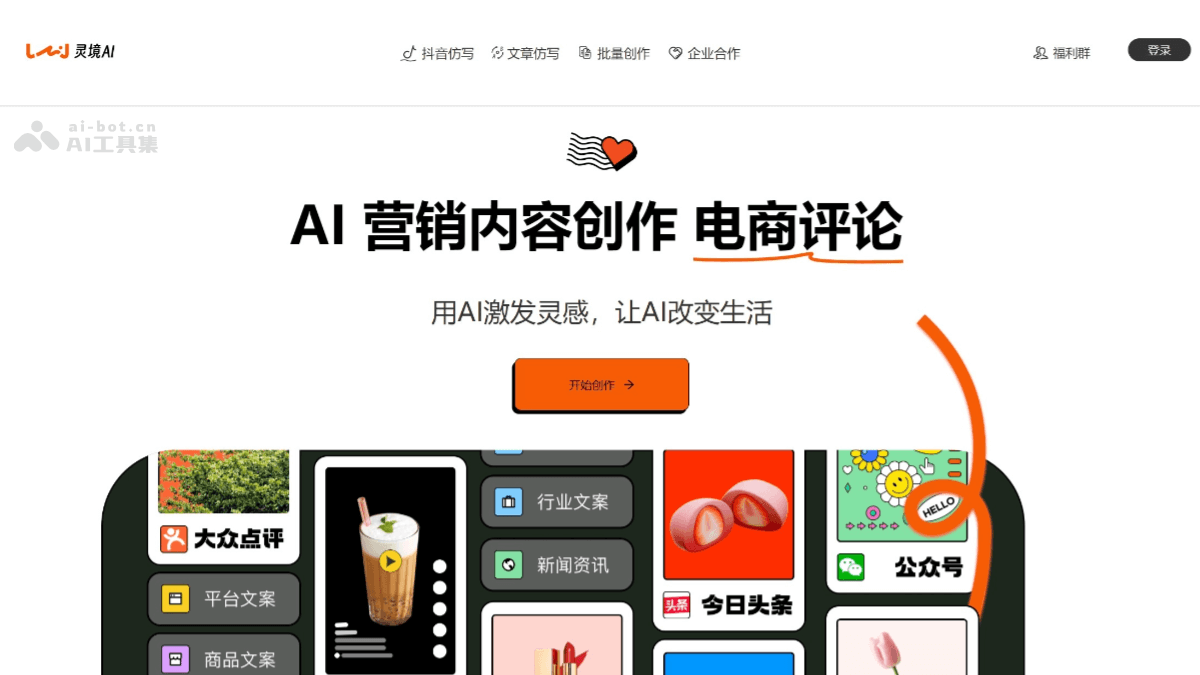 灵境AI
抖音仿写
文章仿写
批量创作
企业合作
福利群
登录
ai-bot.cn
AI工具集
AI 营销内容创作 电商评论
用AI激发灵感，让AI改变生活
开始创作 →
大众点评
平台文案
商品文案
行业文案
新闻资讯
头条
今日头条
HELLO
公众号